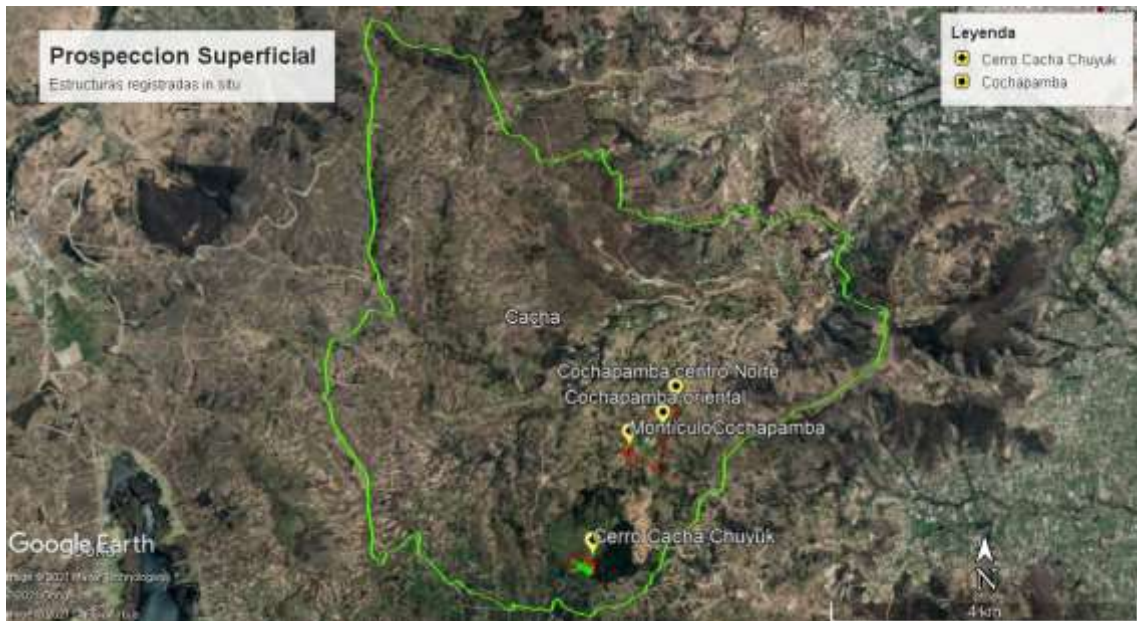 Prospeccion Superficial
Estructuras registradas in situ
Leyenda
Cerro Cacha Chuyuk
Cochapamba
Cacha
Cochapamba centro Norte
Cochapamba oriental
MonticuloCochapamba
Cerro Cacha Chuyuk
Google Earth
N
4 km